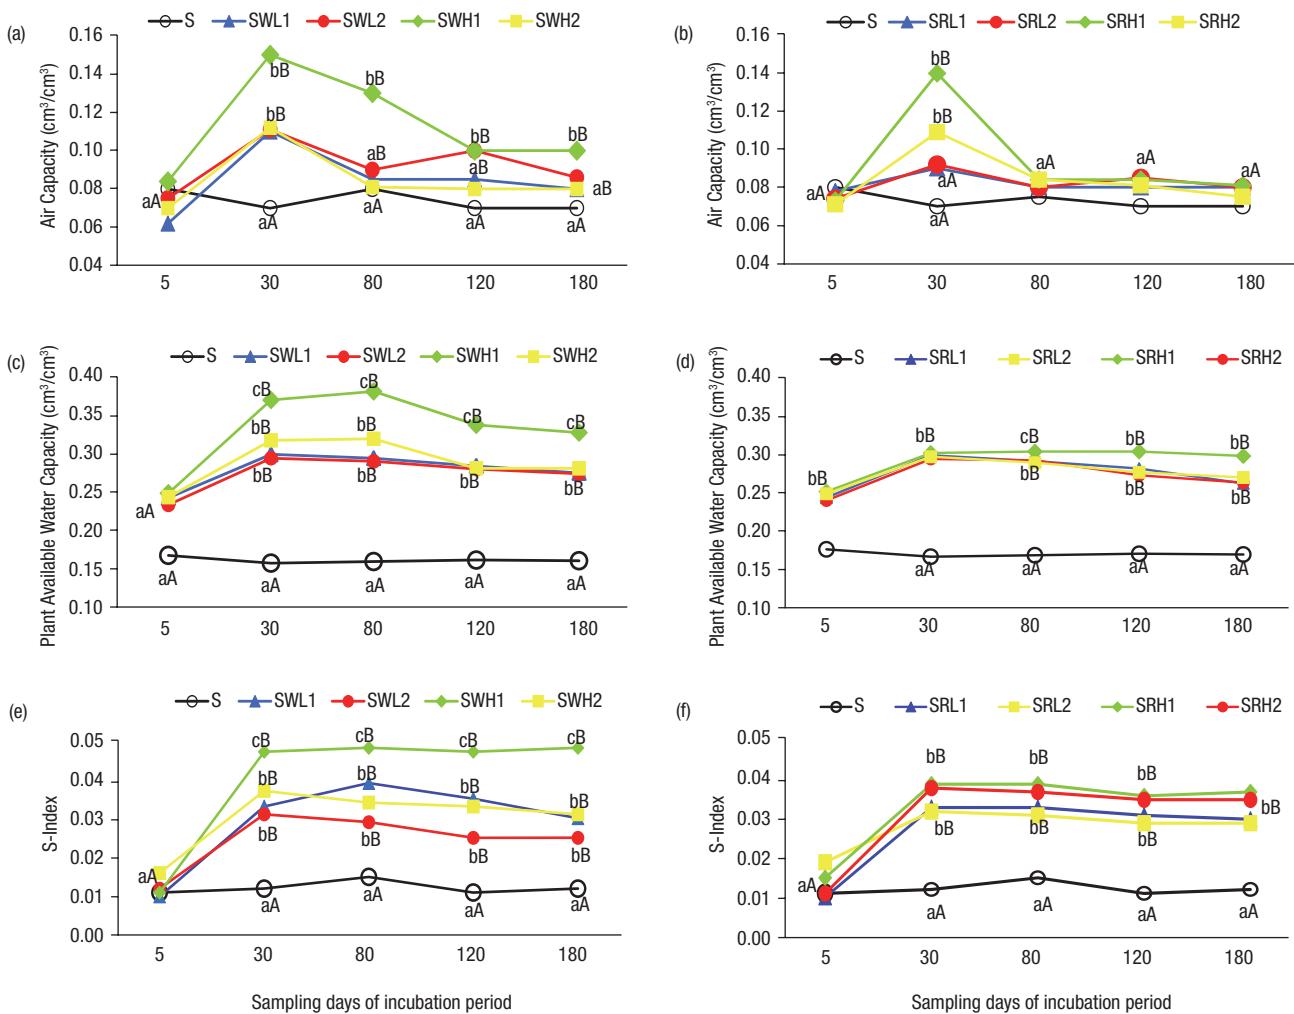 (a)
S SWL1 SWL2 SWH1 SWH2
Air Capacity (cm³/cm³)
0.16
0.14
0.12
0.10
0.08
0.06
0.04
aA
bB
bB
aA
bB
aB
aA
bB
aB
aA
bB
aB
aA
5 30 80 120 180
(b)
S SRL1 SRL2 SRH1 SRH2
Air Capacity (cm³/cm³)
0.16
0.14
0.12
0.10
0.08
0.06
0.04
aA
bB
bB
aA
aA
aA
aA
aA
5 30 80 120 180
(c)
S SWL1 SWL2 SWH1 SWH2
Plant Available Water Capacity (cm³/cm³)
0.40
0.35
0.30
0.25
0.20
0.15
0.10
aA
aA
cB
bB
bB
aA
cB
bB
bB
aA
cB
bB
aA
cB
bB
aA
5 30 80 120 180
(d)
S SRL1 SRL2 SRH1 SRH2
Plant Available Water Capacity (cm³/cm³)
0.40
0.35
0.30
0.25
0.20
0.15
0.10
bB
bB
aA
cB
bB
aA
bB
bB
aA
bB
bB
aA
5 30 80 120 180
(e)
S SWL1 SWL2 SWH1 SWH2
S-Index
0.05
0.04
0.03
0.02
0.01
0.00
aA
cB
bB
bB
aA
cB
bB
bB
aA
cB
bB
bB
aA
cB
bB
bB
aA
5 30 80 120 180
Sampling days of incubation period
(f)
S SRL1 SRL2 SRH1 SRH2
S-Index
0.05
0.04
0.03
0.02
0.01
0.00
aA
bB
bB
aA
bB
bB
aA
bB
bB
aA
bB
aA
5 30 80 120 180
Sampling days of incubation period